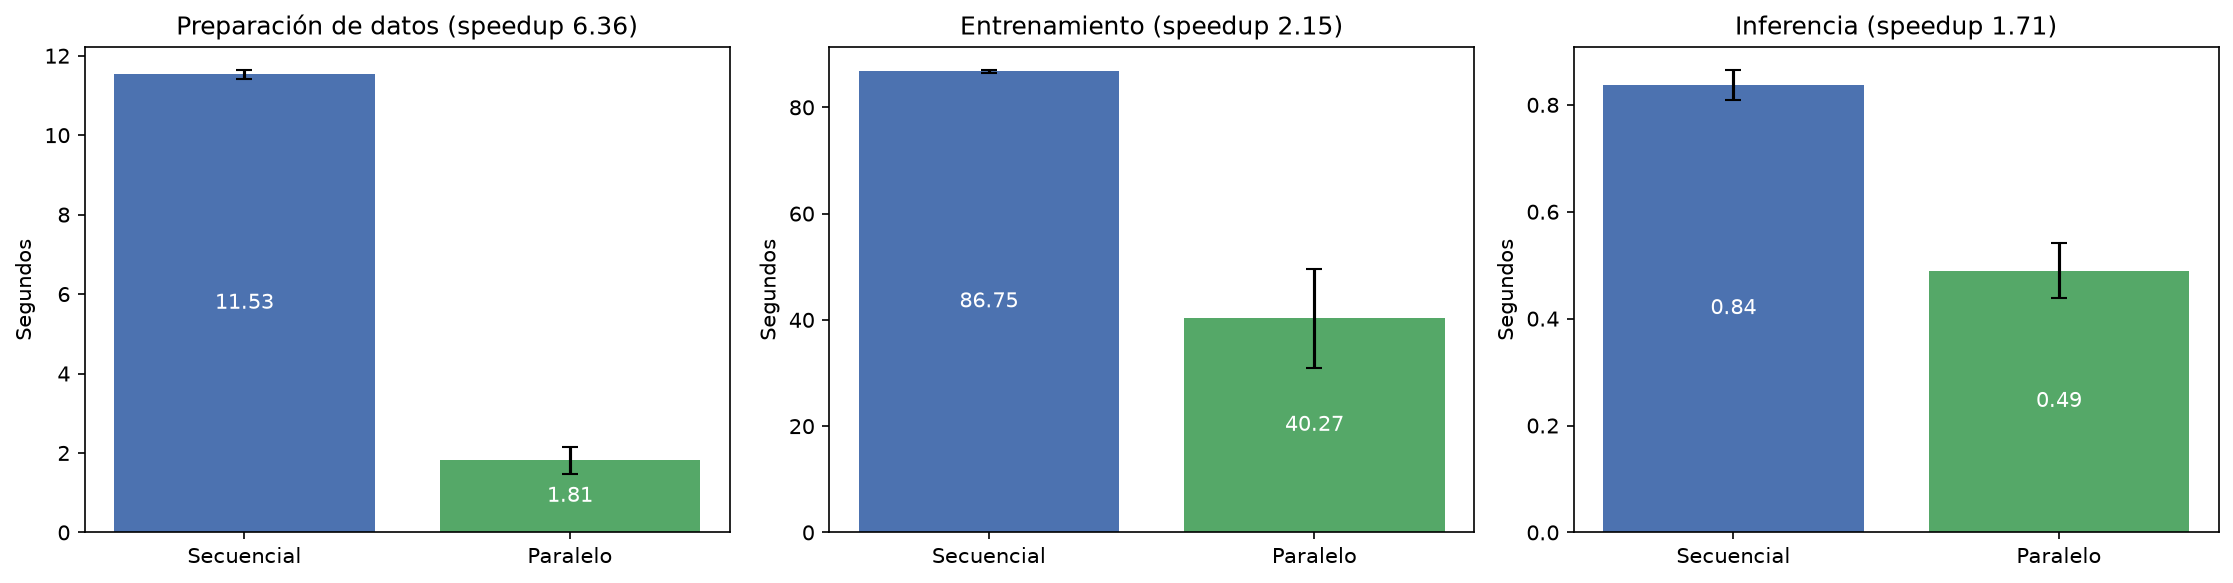 Preparación de datos (speedup 6.36)
12
10
8
6
4
2
0
Segundos
11.53
1.81
Secuencial
Paralelo
Entrenamiento (speedup 2.15)
80
60
40
20
0
Segundos
86.75
40.27
Secuencial
Paralelo
Inferencia (speedup 1.71)
0.8
0.6
0.4
0.2
0.0
Segundos
0.84
0.49
Secuencial
Paralelo